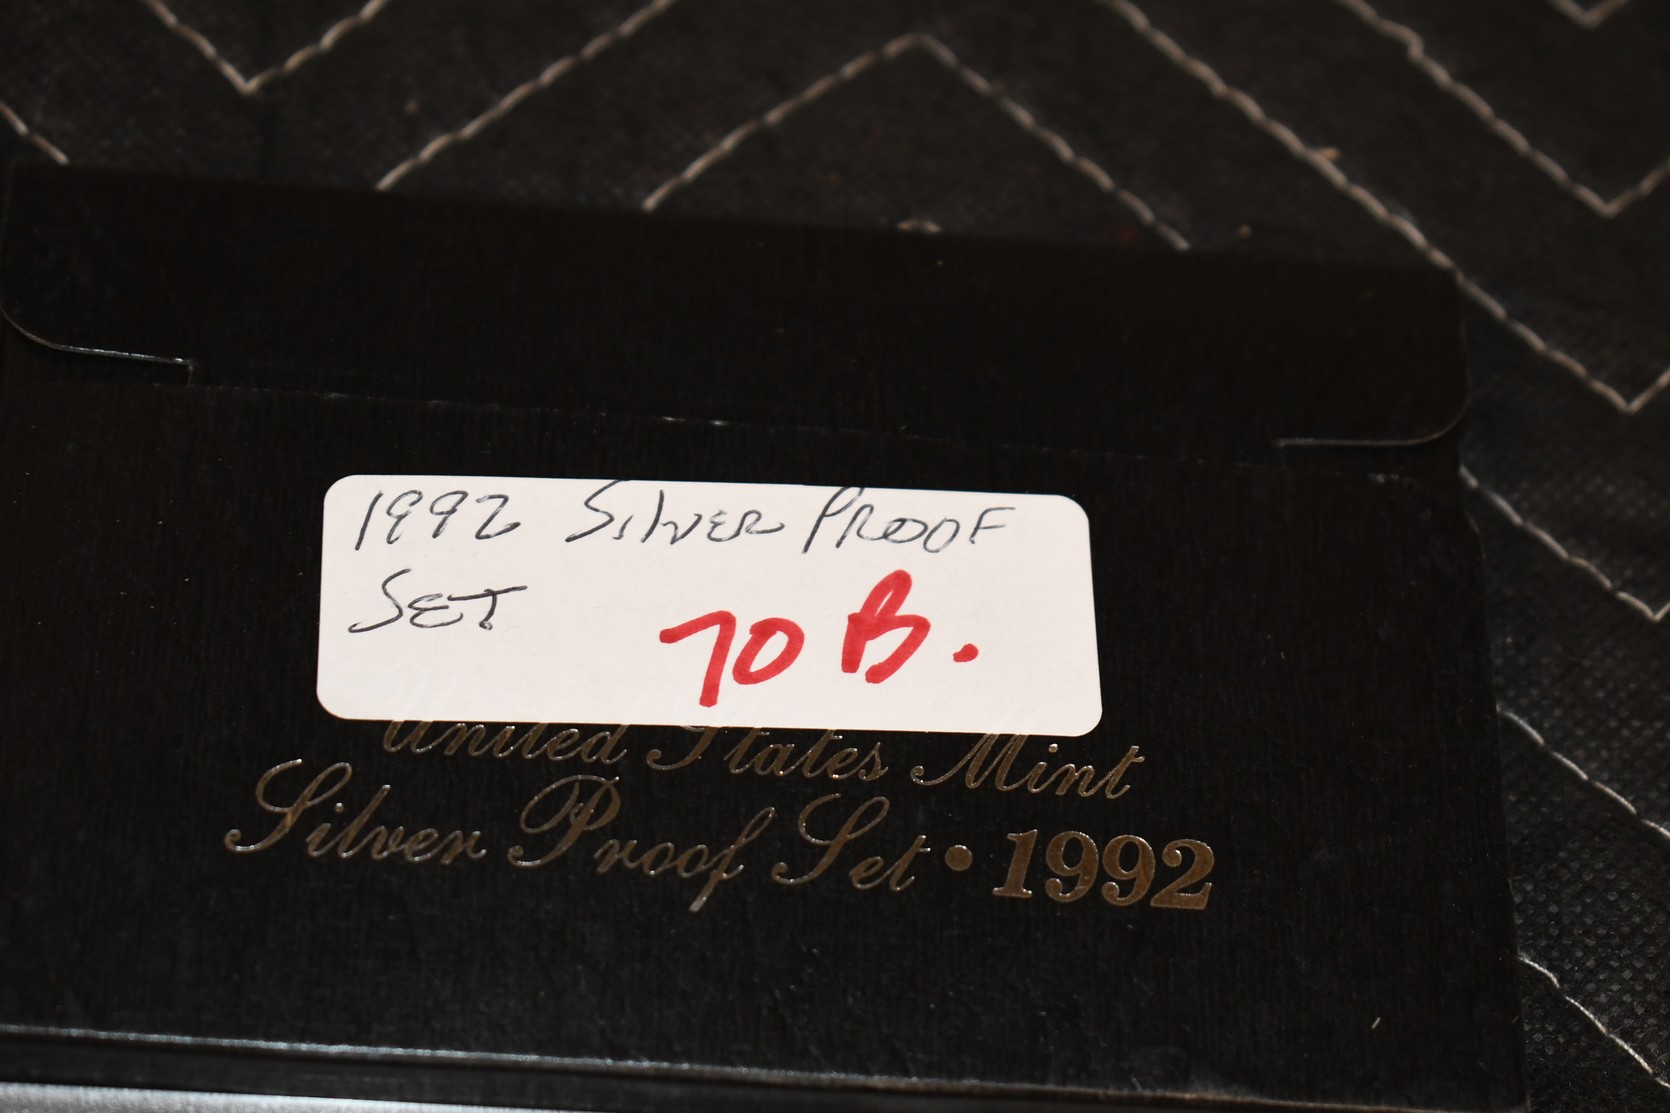 1992 Silver Proof
Set
70 B.
United States Mint
Silver Proof Set • 1992